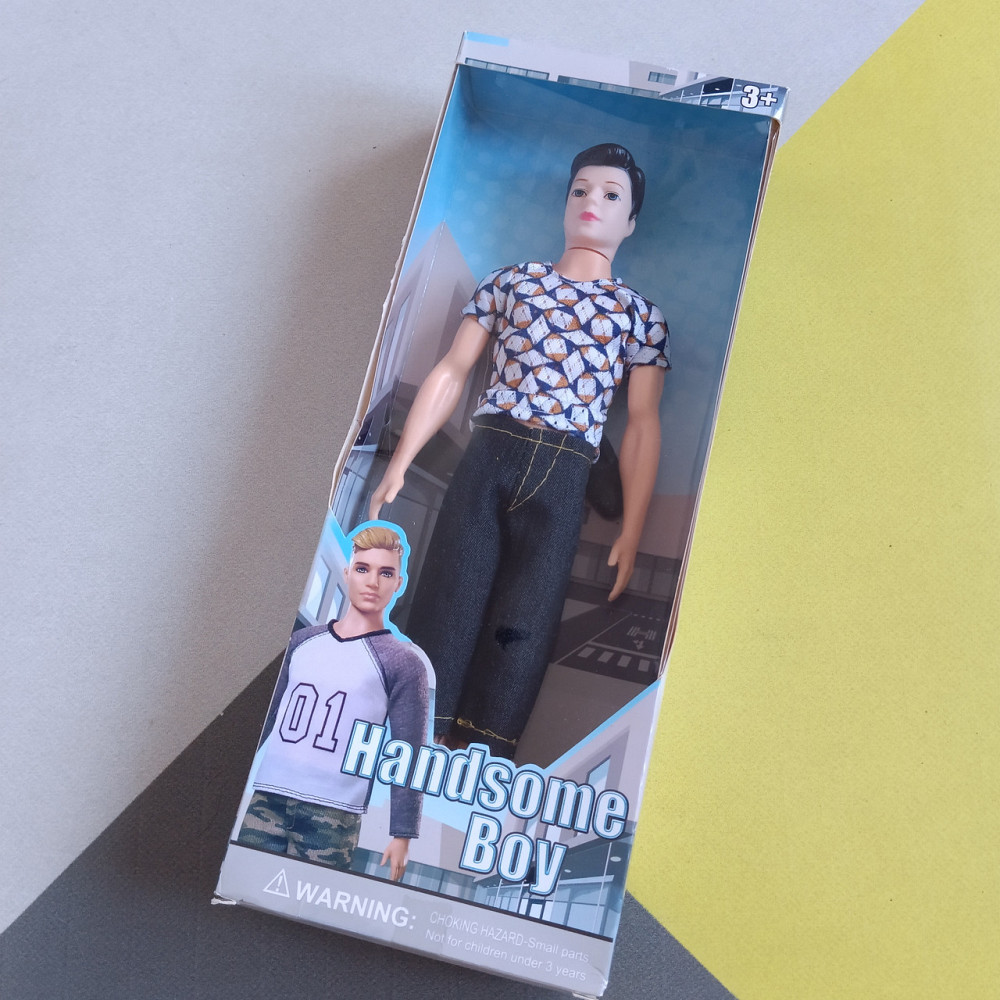 3+
01
Handsome
Boy
WARNING:
CHOKING HAZARD-Small parts
Not for children under 3 years